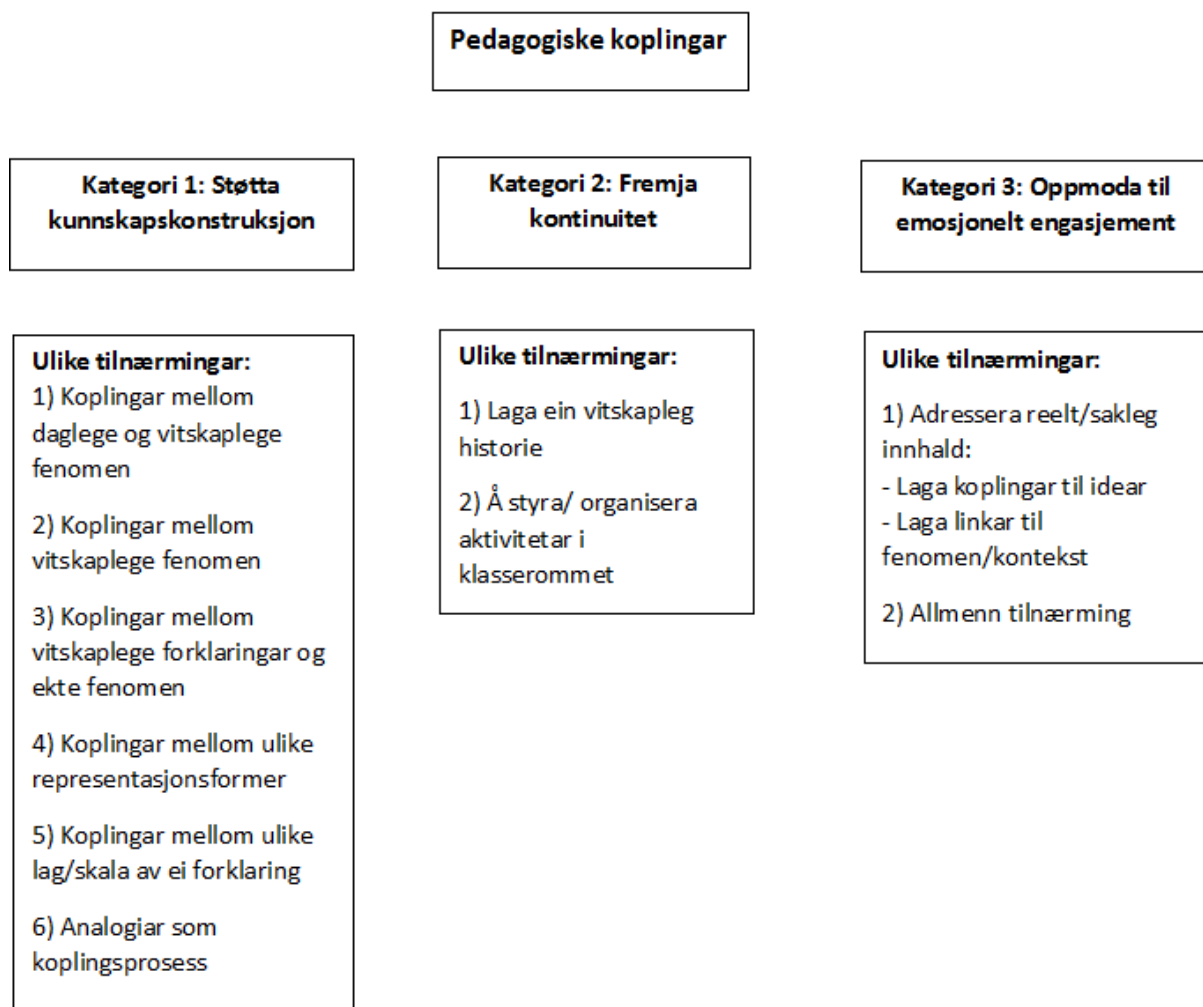 Pedagogiske koplingar
Kategori 1: Støtta
kunnskapskonstruksjon
Kategori 2: Fremja
kontinuitet
Kategori 3: Oppmoda til
emosjonelt engasjement
Ulike tilnærmingar:
1) Koplingar mellom
daglege og vitskaplege
fenomen
2) Koplingar mellom
vitskaplege fenomen
3) Koplingar mellom
vitskaplege forklaringar og
ekte fenomen
4) Koplingar mellom ulike
representasjonsformer
5) Koplingar mellom ulike
lag/skala av ei forklaring
6) Analogiar som
koplingsprosess
Ulike tilnærmingar:
1) Laga ein vitskapleg
historie
2) Å styra/ organisera
aktivitetar i
klasserommet
Ulike tilnærmingar:
1) Adressera reelt/sakleg
innhald:
- Laga koplingar til idear
- Laga linkar til
fenomen/kontekst
2) Allmenn tilnærming